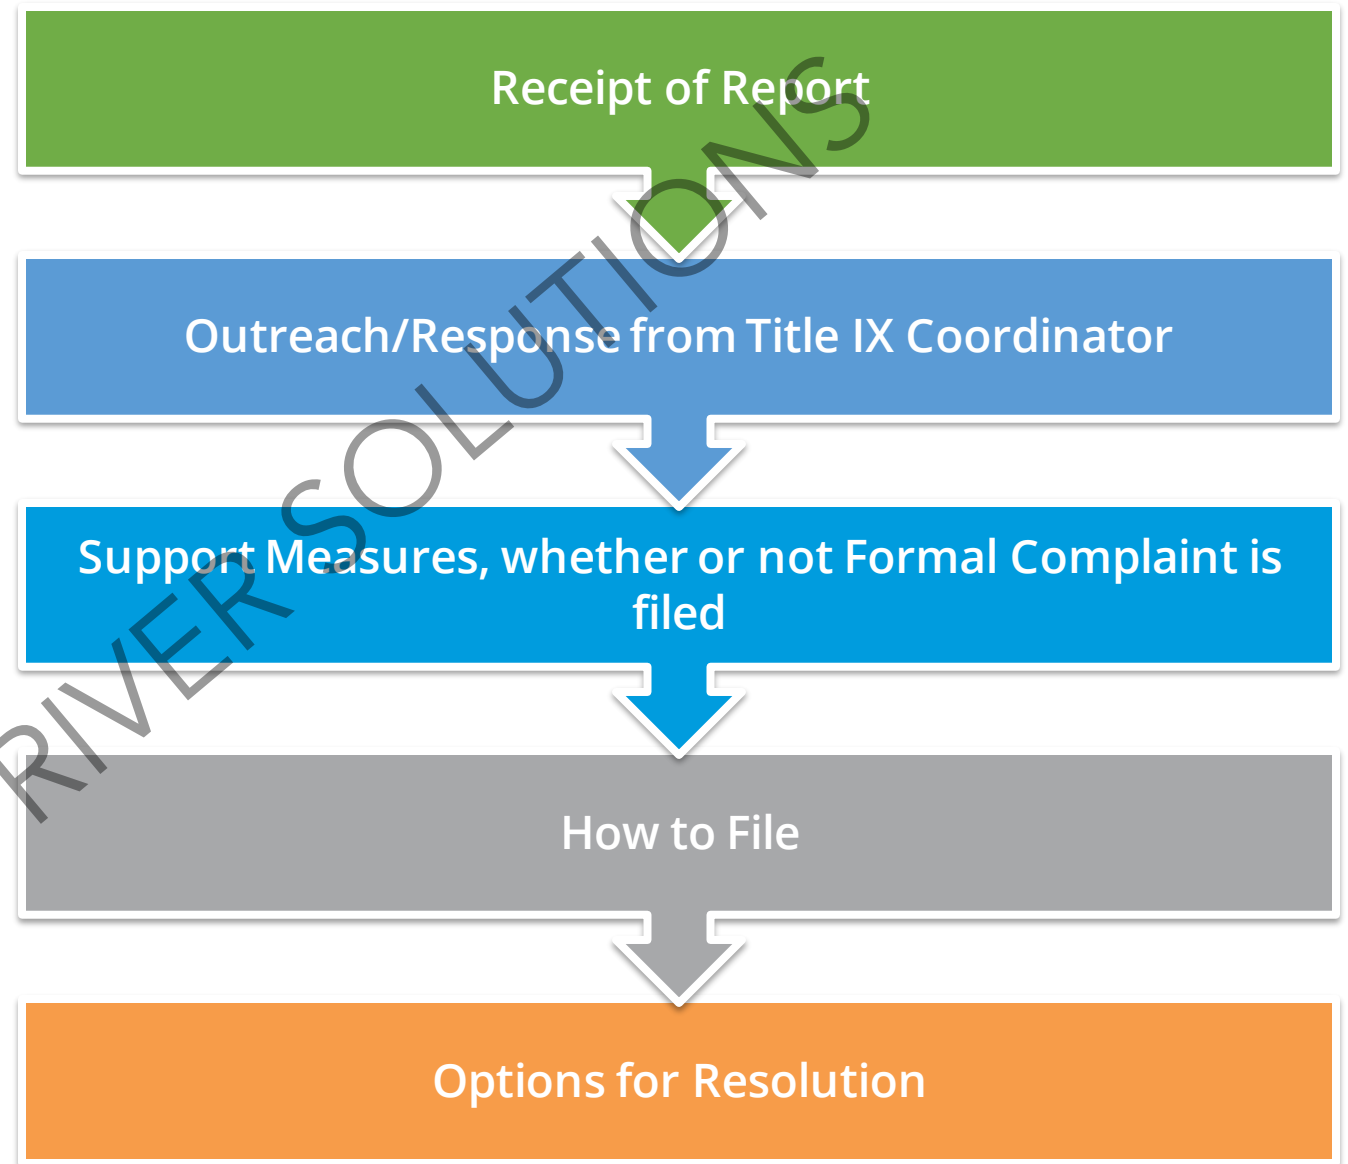 Receipt of Report
Outreach/Response from Title IX Coordinator
Support Measures, whether or not Formal Complaint is
filed
How to File
Options for Resolution
RIVER SOLUTIONS